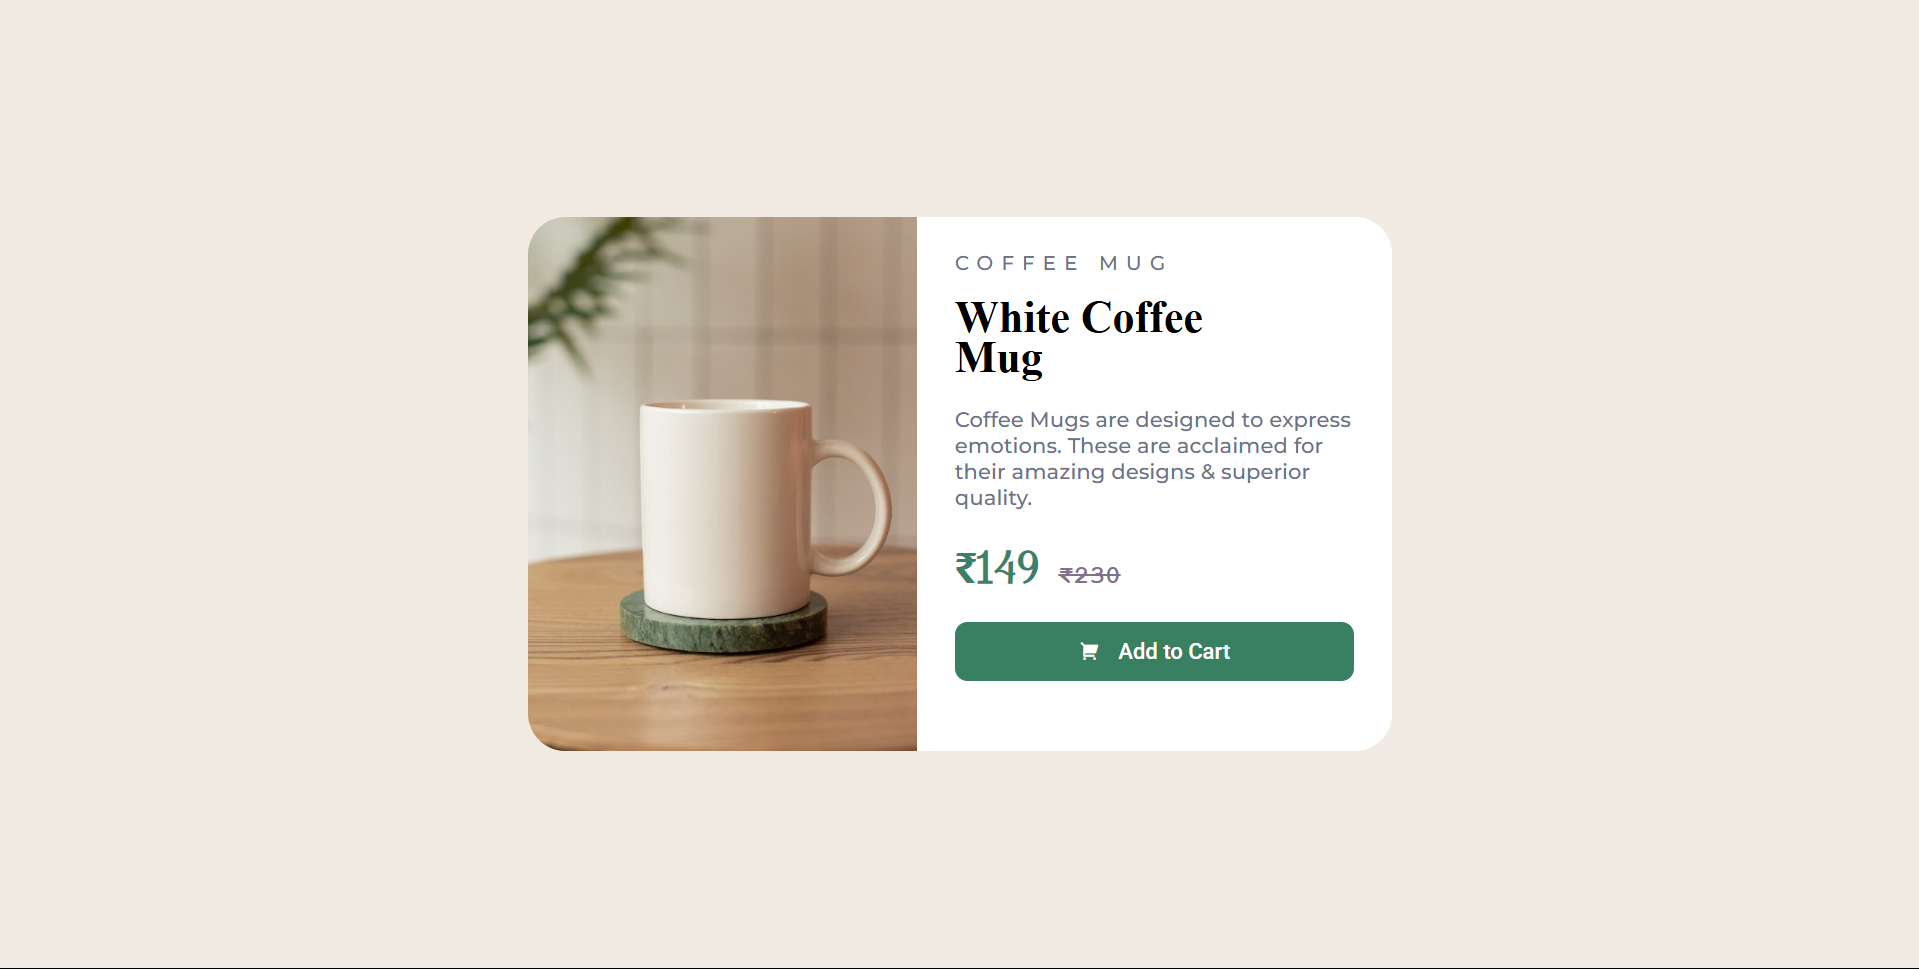 COFFEE MUG
White Coffee
Mug
Coffee Mugs are designed to express
emotions. These are acclaimed for
their amazing designs & superior
quality.
₹149 ₹230
Add to Cart